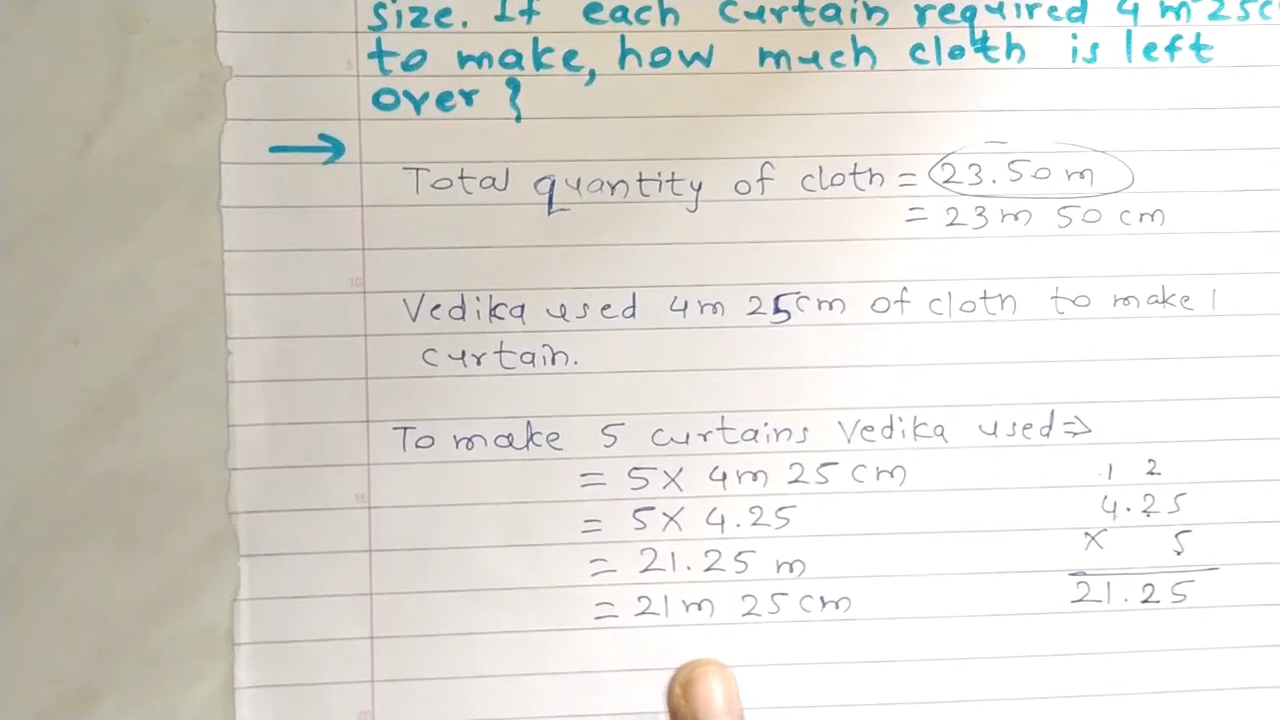 size. If each curtain required 4 m 25c
to make, how much cloth is left
over ?
→
Total quantity of cloth = 23.50 m
= 23 m 50 cm
10
Vedika used 4m 25cm of cloth to make 1
curtain.
To make 5 curtains Vedika used ⇒
= 5 X 4m 25 cm
1 2
= 5 X 4.25
4.25
X 5
= 21.25 m
= 21m 25 cm
21.25